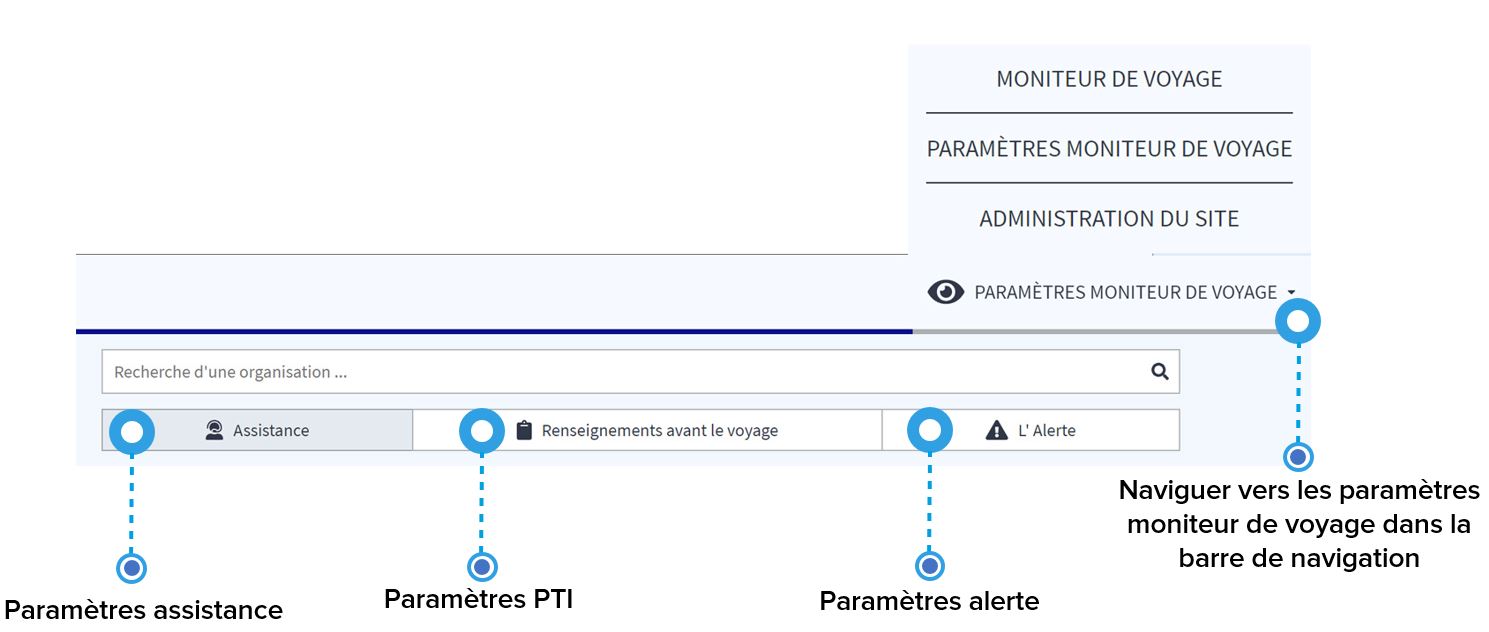 MONITEUR DE VOYAGE
PARAMÈTRES MONITEUR DE VOYAGE
ADMINISTRATION DU SITE
PARAMÈTRES MONITEUR DE VOYAGE
Recherche d'une organisation ...
Assistance
Renseignements avant le voyage
L' Alerte
Naviguer vers les paramètres
moniteur de voyage dans la
barre de navigation
Paramètres assistance
Paramètres PTI
Paramètres alerte